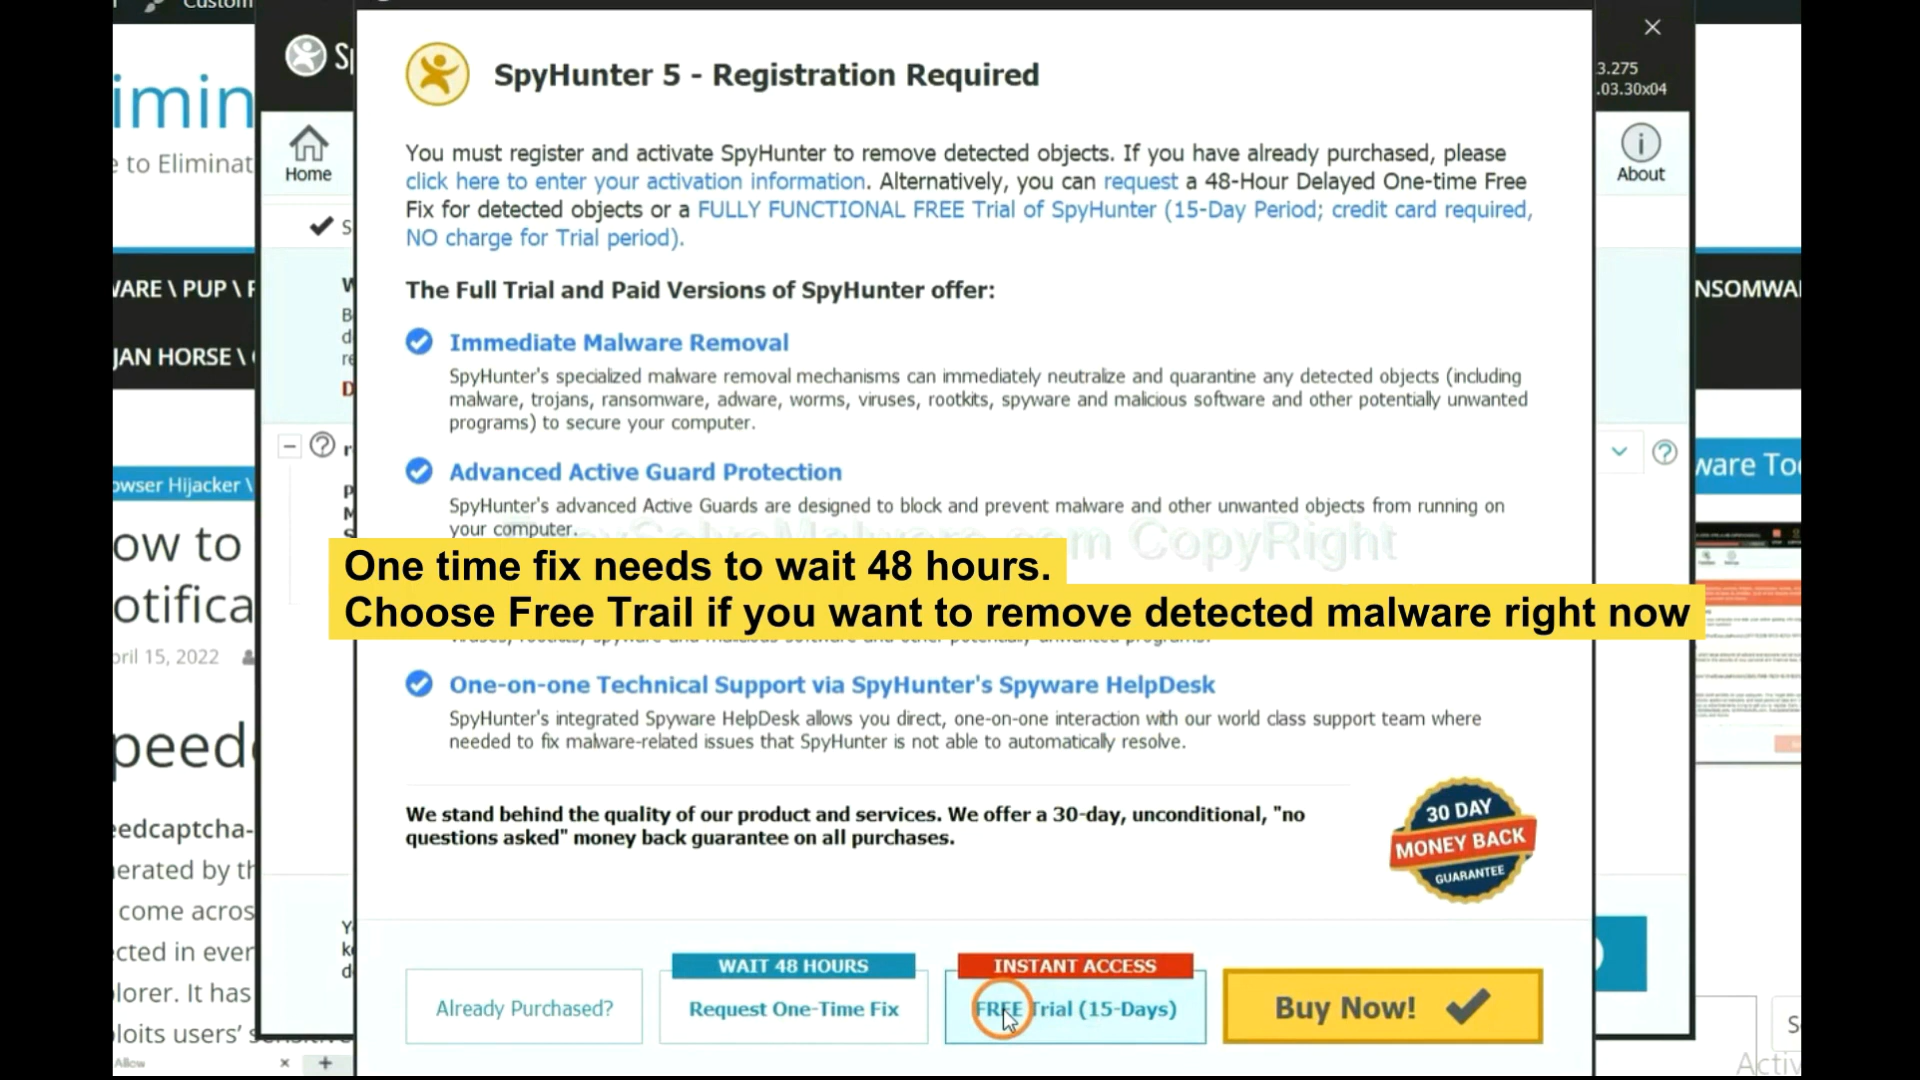 SpyHunter 5 - Registration Required
3.275
.03.30x04
imin
e to Eliminat
Home
About
You must register and activate SpyHunter to remove detected objects. If you have already purchased, please
click here to enter your activation information. Alternatively, you can request a 48-Hour Delayed One-time Free
Fix for detected objects or a FULLY FUNCTIONAL FREE Trial of SpyHunter (15-Day Period; credit card required,
NO charge for Trial period).
The Full Trial and Paid Versions of SpyHunter offer:
WARE \ PUP \
NSOMWA
JAN HORSE \
Immediate Malware Removal
SpyHunter's specialized malware removal mechanisms can immediately neutralize and quarantine any detected objects (including
malware, trojans, ransomware, adware, worms, viruses, rootkits, spyware and malicious software and other potentially unwanted
programs) to secure your computer.
Advanced Active Guard Protection
SpyHunter's advanced Active Guards are designed to block and prevent malware and other unwanted objects from running on
your computer.
owser Hijacker \
ware Too
ow to
otifica
CopyRight
One time fix needs to wait 48 hours.
Choose Free Trail if you want to remove detected malware right now
pril 15, 2022
One-on-one Technical Support via SpyHunter's Spyware HelpDesk
SpyHunter's integrated Spyware HelpDesk allows you direct, one-on-one interaction with our world class support team where
needed to fix malware-related issues that SpyHunter is not able to automatically resolve.
peed
We stand behind the quality of our product and services. We offer a 30-day, unconditional, "no
questions asked" money back guarantee on all purchases.
30 DAY
MONEY BACK
GUARANTEE
eedcaptcha-
nerated by th
come acros
cted in ever
plorer. It has
ploits users' sensitive
WAIT 48 HOURS
INSTANT ACCESS
Already Purchased?
Request One-Time Fix
FREE Trial (15-Days)
Buy Now!
Allow
Activ